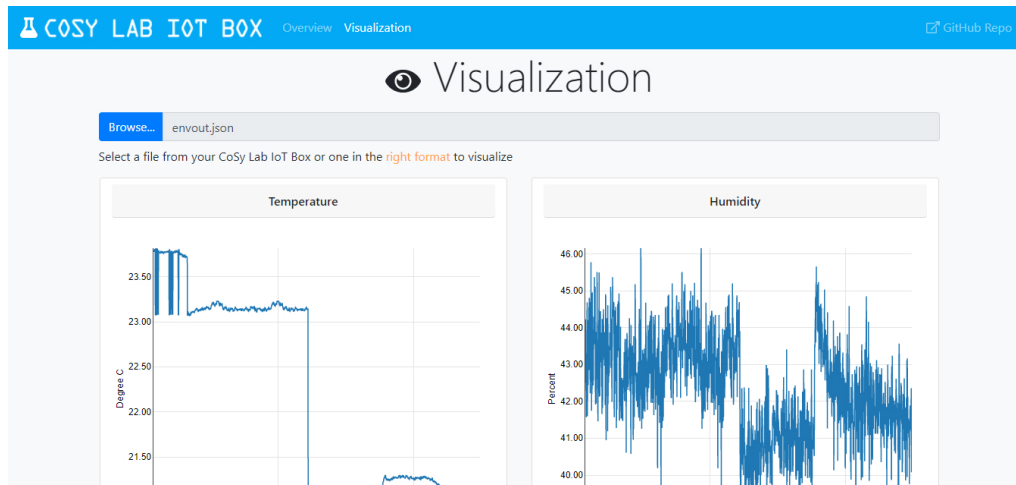 COSY LAB IOT BOX Overview Visualization GitHub Repo
Visualization
Browse... envout.json
Select a file from your CoSy Lab IoT Box or one in the right format to visualize
Temperature
23.50
23.00
22.50
22.00
21.50
Degree C
Humidity
46.00
45.00
44.00
43.00
42.00
41.00
40.00
Percent